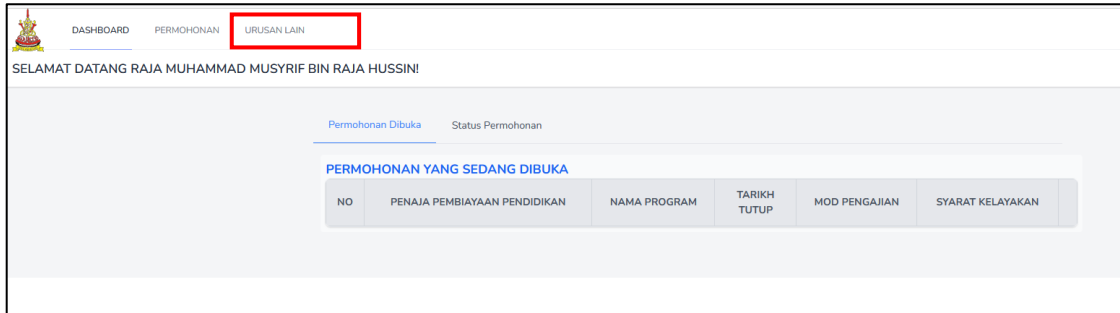 DASHBOARD PERMOHONAN URUSAN LAIN
SELAMAT DATANG RAJA MUHAMMAD MUSYRIF BIN RAJA HUSSIN!
Permohonan Dibuka Status Permohonan
PERMOHONAN YANG SEDANG DIBUKA
NO PENAJA PEMBIAYAAN PENDIDIKAN NAMA PROGRAM TARIKH TUTUP MOD PENGAJIAN SYARAT KELAYAKAN